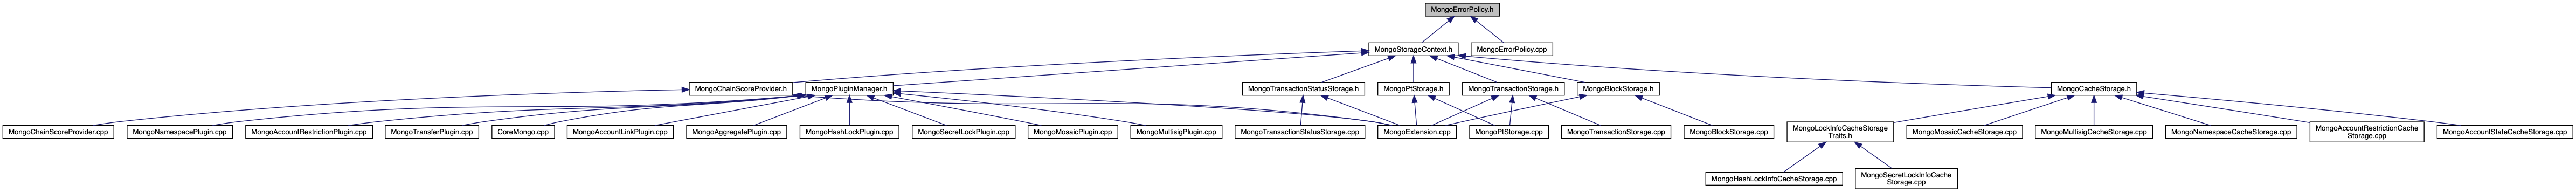 MongoErrorPolicy.h
MongoStorageContext.h
MongoErrorPolicy.cpp
MongoChainScoreProvider.h
MongoPluginManager.h
MongoTransactionStatusStorage.h
MongoPtStorage.h
MongoTransactionStorage.h
MongoBlockStorage.h
MongoCacheStorage.h
MongoChainScoreProvider.cpp
MongoNamespacePlugin.cpp
MongoAccountRestrictionPlugin.cpp
MongoTransferPlugin.cpp
CoreMongo.cpp
MongoAccountLinkPlugin.cpp
MongoAggregatePlugin.cpp
MongoHashLockPlugin.cpp
MongoSecretLockPlugin.cpp
MongoMosaicPlugin.cpp
MongoMultisigPlugin.cpp
MongoTransactionStatusStorage.cpp
MongoExtension.cpp
MongoPtStorage.cpp
MongoTransactionStorage.cpp
MongoBlockStorage.cpp
MongoLockInfoCacheStorage
Traits.h
MongoMosaicCacheStorage.cpp
MongoMultisigCacheStorage.cpp
MongoNamespaceCacheStorage.cpp
MongoAccountRestrictionCache
Storage.cpp
MongoAccountStateCacheStorage.cpp
MongoHashLockInfoCacheStorage.cpp
MongoSecretLockInfoCache
Storage.cpp